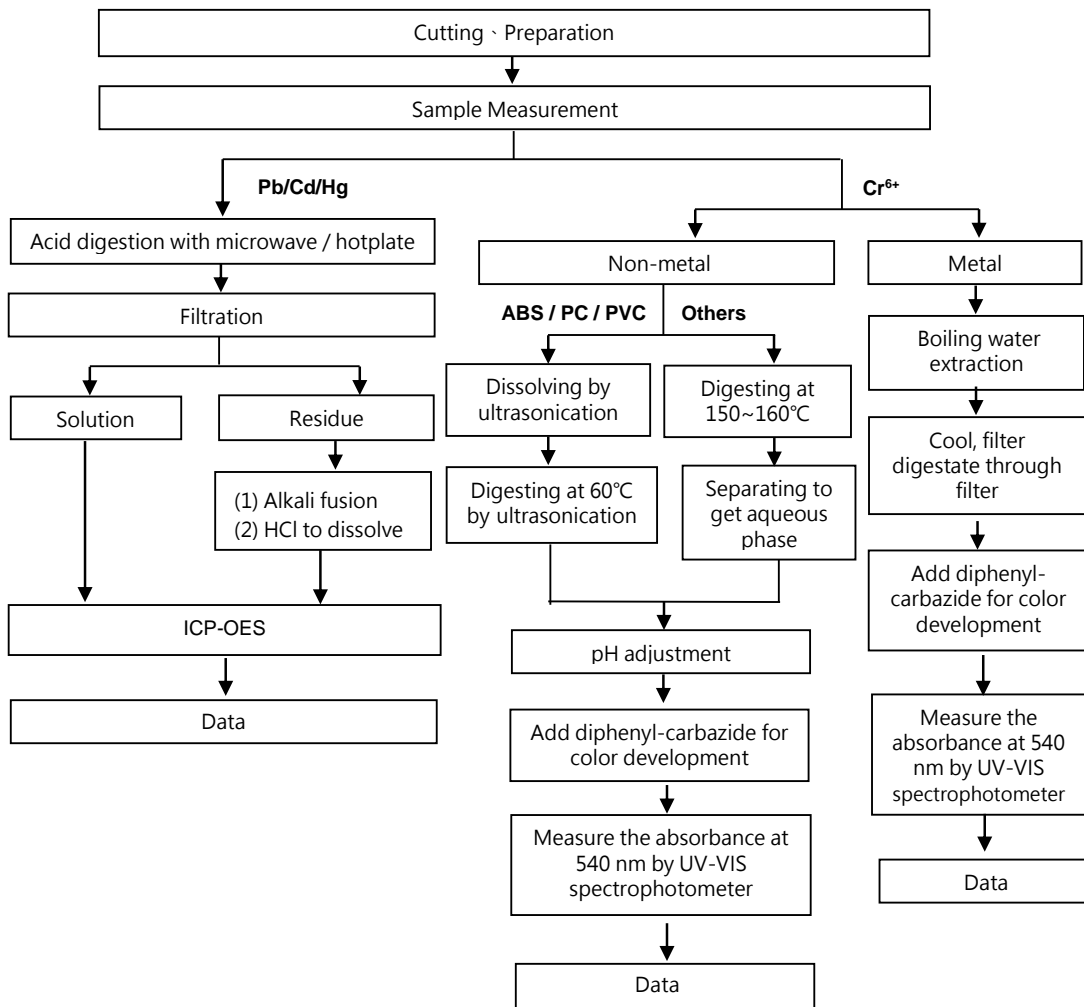 Cutting、Preparation
Sample Measurement
Pb/Cd/Hg
Cr⁶⁺
Acid digestion with microwave / hotplate
Filtration
Solution
Residue
(1) Alkali fusion
(2) HCl to dissolve
ICP-OES
Data
Non-metal
ABS / PC / PVC
Others
Dissolving by
ultrasonication
Digesting at 60℃
by ultrasonication
Digesting at
150~160℃
Separating to
get aqueous
phase
pH adjustment
Add diphenyl-carbazide for
color development
Measure the absorbance at
540 nm by UV-VIS
spectrophotometer
Data
Metal
Boiling water
extraction
Cool, filter
digestate through
filter
Add diphenyl-
carbazide for color
development
Measure the
absorbance at 540
nm by UV-VIS
spectrophotometer
Data